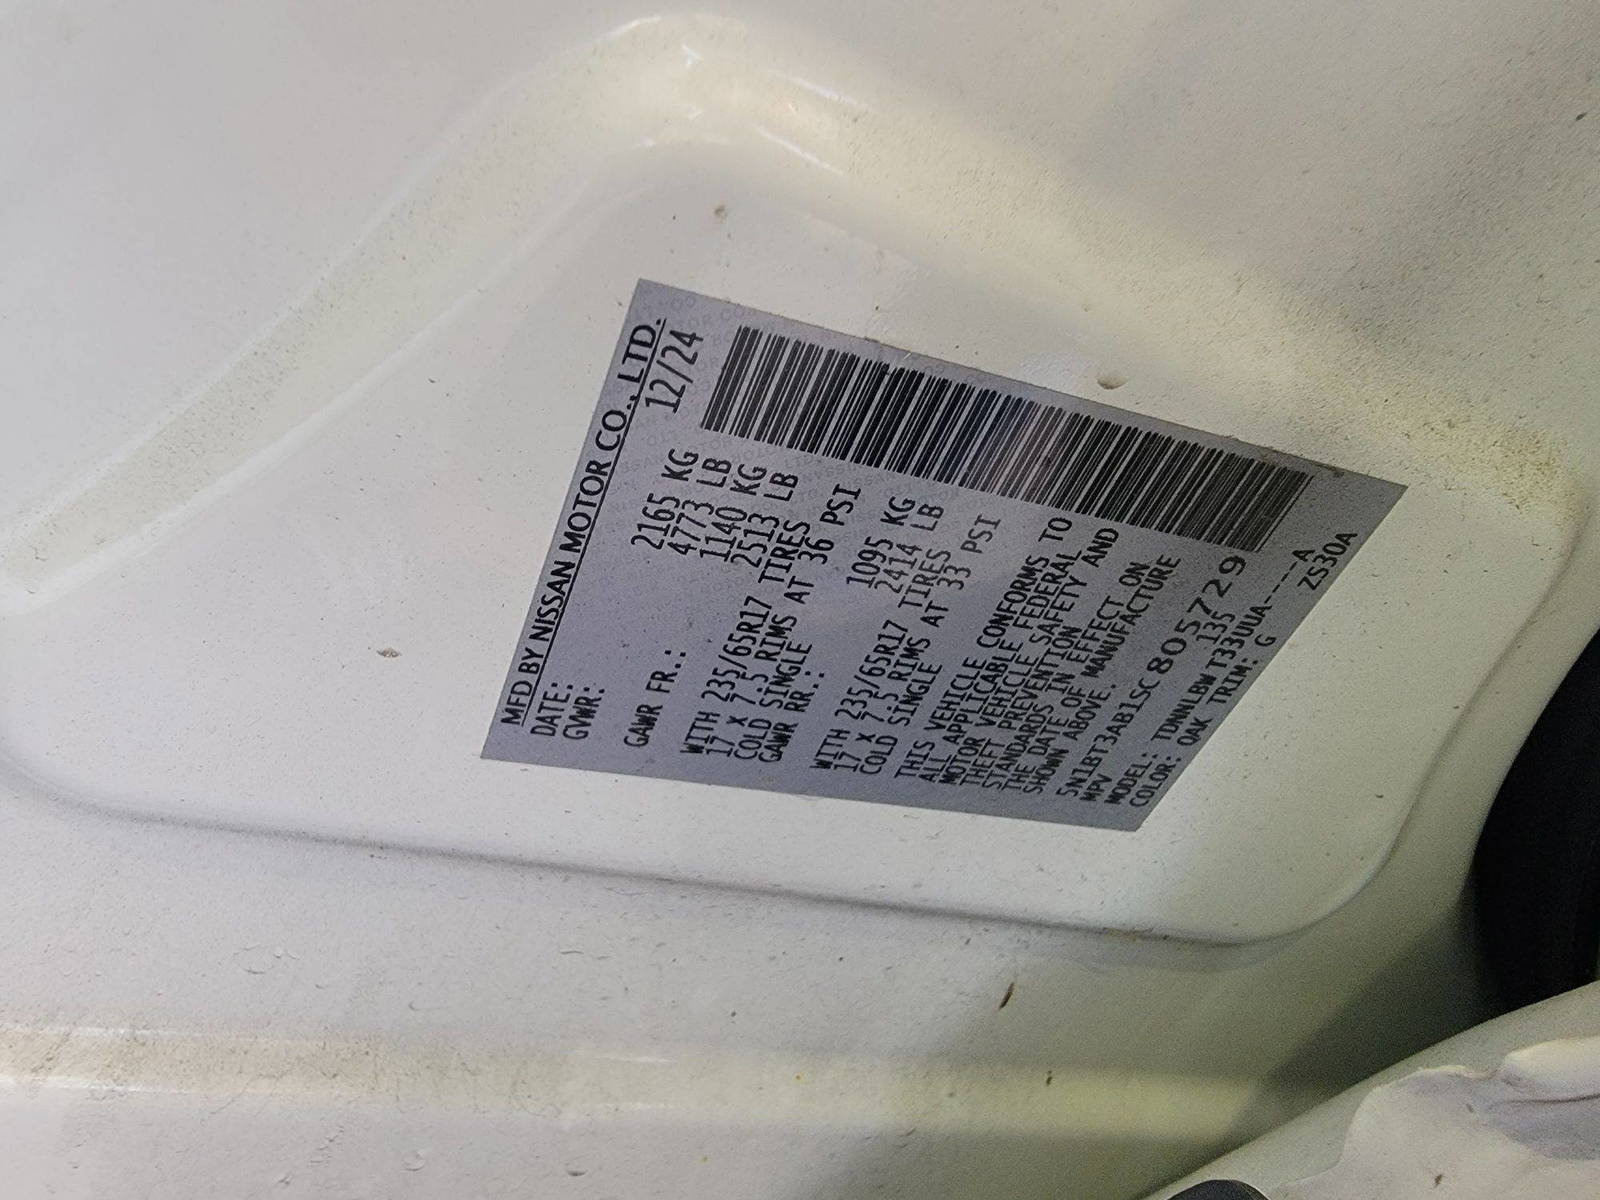 MFD BY NISSAN MOTOR CO., LTD.
DATE: 12/24
GVWR: 2165 KG
4773 LB
GAWR FR.: 1140 KG
2513 LB
WITH 235/65R17 TIRES
17 X 7.5 RIMS AT 36 PSI
COLD SINGLE
GAWR RR.: 1095 KG
2414 LB
WITH 235/65R17 TIRES
17 X 7.5 RIMS AT 33 PSI
COLD SINGLE
THIS VEHICLE CONFORMS TO
ALL APPLICABLE FEDERAL
MOTOR VEHICLE SAFETY AND
THEFT PREVENTION
STANDARDS IN EFFECT ON
THE DATE OF MANUFACTURE
SHOWN ABOVE.
5N1BT3AB1SC805729
MPV 135
MODEL: TDNNLBWT33UUA-----A
COLOR: QAK TRIM: G ZS30A